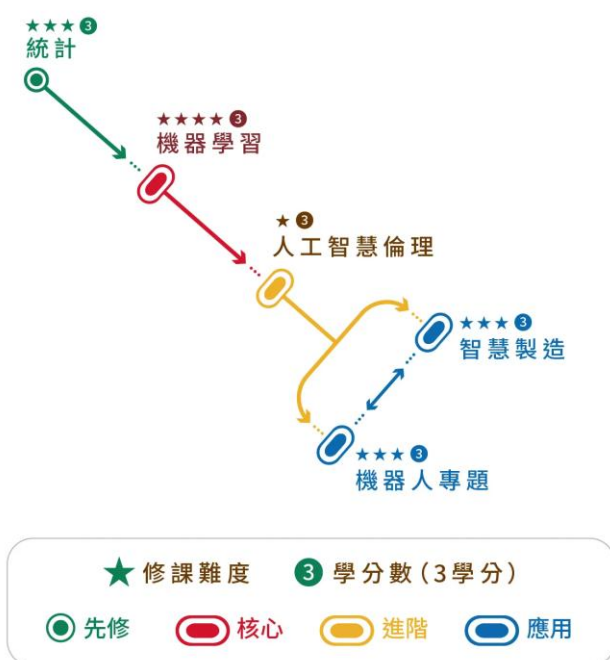 ★★★ 3
統計
★★★★ 3
機器學習
★ 3
人工智慧倫理
★★★ 3
智慧製造
★★★ 3
機器人專題
★ 修課難度 3 學分數(3學分)
先修 核心 進階 應用